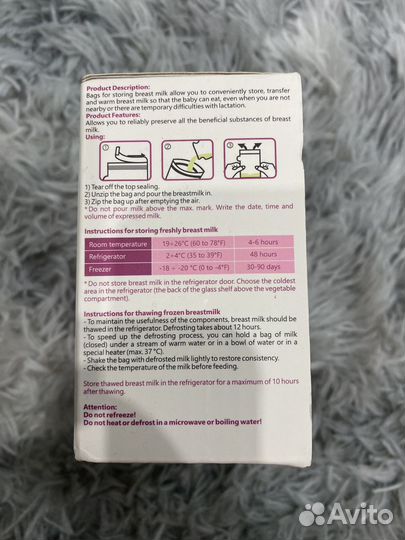 Product Description:
Bags for storing breast milk allow you to conveniently store, transfer
and warm breast milk so that the baby can eat, even when you are not
nearby or there are temporary difficulties with lactation.
Product Features:
Allows you to reliably preserve all the beneficial substances of breast
milk.
Using:
1 2 3
1) Tear off the top sealing.
2) Unzip the bag and pour the breastmilk in.
3) Zip the bag up after emptying the air.
* Do not pour milk above the max. mark. Write the date, time and
volume of expressed milk.
Instructions for storing freshly breast milk
Room temperature 19÷26°C (60 to 78°F) 4-6 hours
Refrigerator 2÷4°C (35 to 39°F) 48 hours
Freezer -18 ÷ -20 °C (0 to -4°F) 30-90 days
* Do not store breast milk in the refrigerator door. Choose the coldest
area in the refrigerator (the back of the glass shelf above the vegetable
compartment).
Instructions for thawing frozen breastmilk
- To maintain the usefulness of the components, breast milk should be
thawed in the refrigerator. Defrosting takes about 12 hours.
- To speed up the defrosting process, you can hold a bag of milk
(closed) under a stream of warm water or in a bowl of water or in a
special heater (max. 37 °C).
- Shake the bag with defrosted milk lightly to restore consistency.
- Check the temperature of the milk before feeding.
Store thawed breast milk in the refrigerator for a maximum of 10 hours
after thawing.
Attention:
Do not refreeze!
Do not heat or defrost in a microwave or boiling water!
Avito